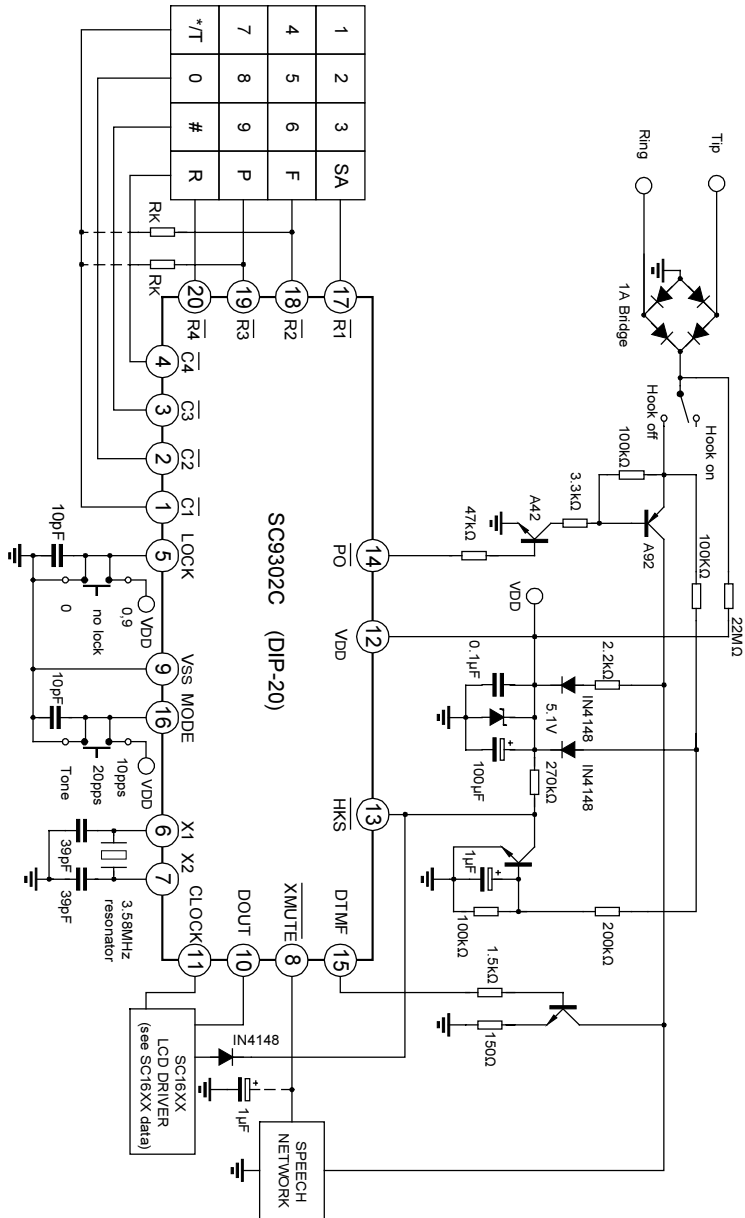 Tip
Ring
1A Bridge
Hook on
Hook off
22MΩ
100KΩ
A92
100kΩ
3.3kΩ
A42
47kΩ
VDD
2.2kΩ
IN4148
IN4148
0.1µF
5.1V
100µF
270kΩ
1µF
200kΩ
100kΩ
1.5kΩ
150Ω
SPEECH
NETWORK
IN4148
1µF
SC16XX
LCD DRIVER
(see SC16XX data)
1 2 3 SA
4 5 6 F
7 8 9 P
*/T 0 # R
RK
RK
17
18
19
20
R1
R2
R3
R4
14
12
13
PO
VDD
HKS
SC9302C (DIP-20)
DTMF
XMUTE
DOUT
CLOCK
15
8
10
11
C4
C3
C2
C1
LOCK
VSS
MODE
X1
X2
4
3
2
1
5
9
16
6
7
10pF
VDD
0,9
no lock
0
10pF
VDD
10pps
20pps
Tone
39pF
39pF
3.58MHz
resonator